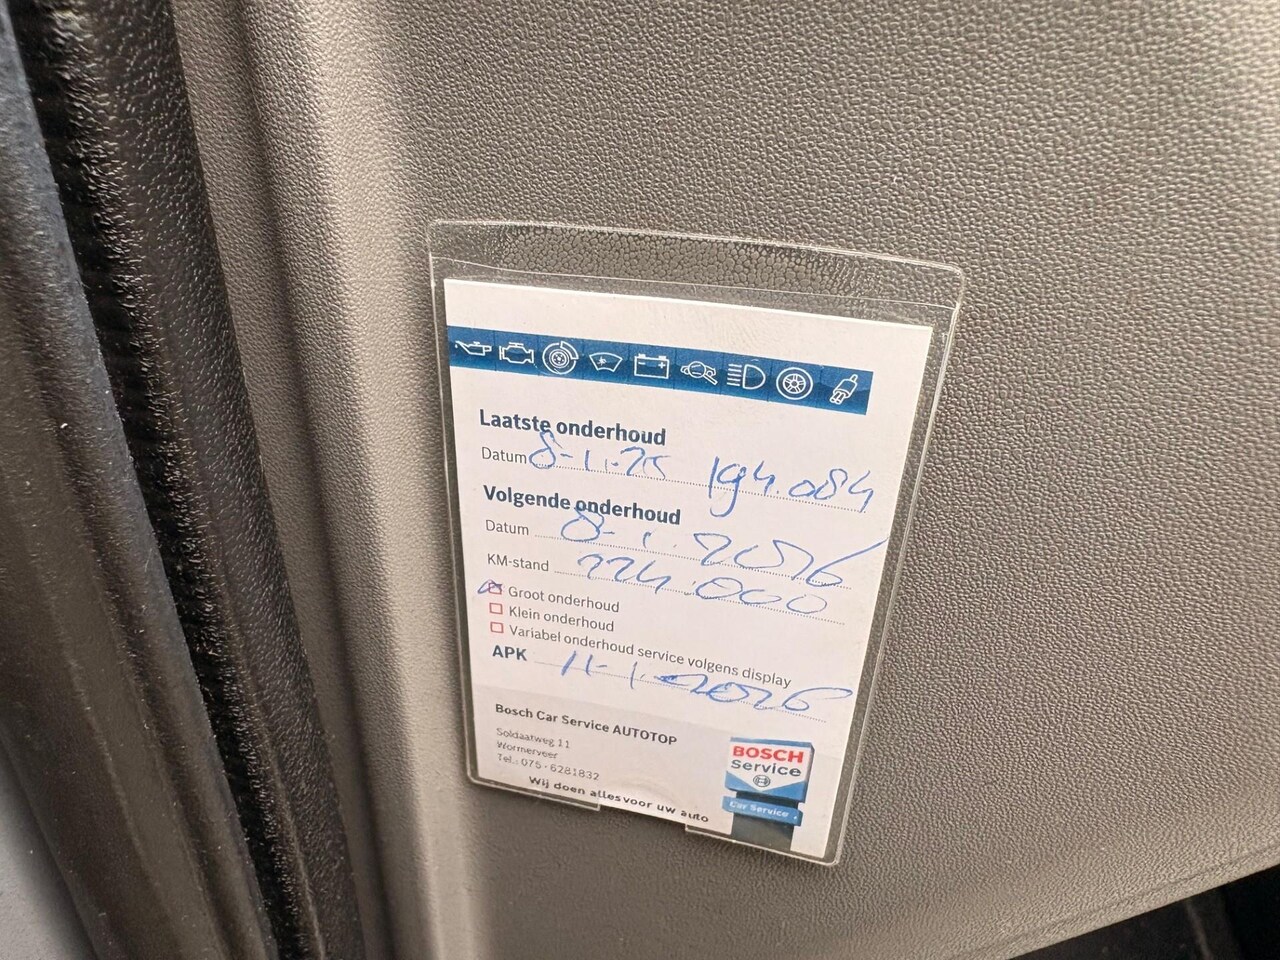 Laatste onderhoud
Datum 8-1-25 194.084
Volgende onderhoud
Datum 8-1-2026
KM-stand 224.000
Groot onderhoud
Klein onderhoud
Variabel onderhoud service volgens display
APK 11-1-2026
Bosch Car Service AUTOTOP
Soldaatweg 11
Wormerveer
Tel.: 075 - 6281832
Wij doen alles voor uw auto
BOSCH
Service
Car Service